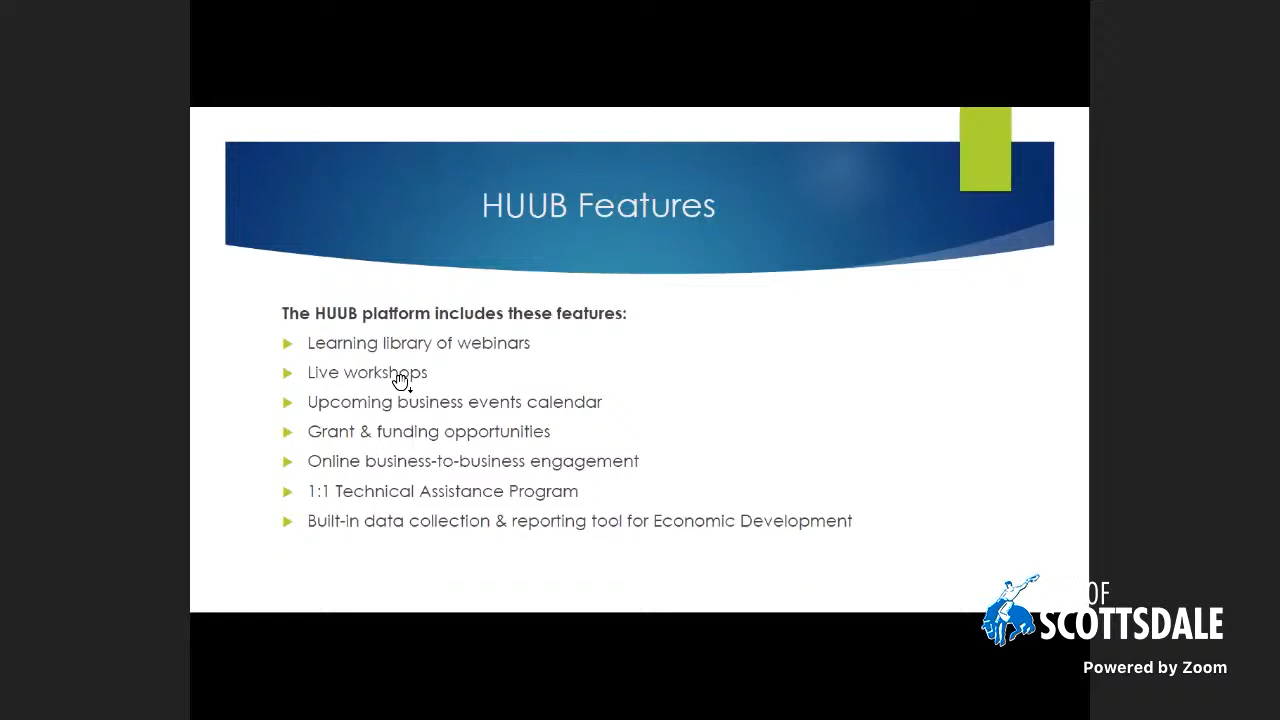 HUUB Features
The HUUB platform includes these features:
Learning library of webinars
Live workshops
Upcoming business events calendar
Grant & funding opportunities
Online business-to-business engagement
1:1 Technical Assistance Program
Built-in data collection & reporting tool for Economic Development
OF
SCOTTSDALE
Powered by Zoom